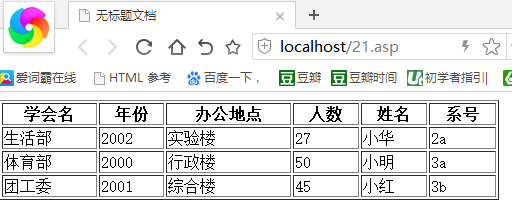 无标题文档
localhost/21.asp
爱词霸在线 HTML 参考 百度一下， 豆瓣 豆瓣时间 初学者指引
学会名 年份 办公地点 人数 姓名 系号
生活部 2002 实验楼 27 小华 2a
体育部 2000 行政楼 50 小明 3a
团工委 2001 综合楼 45 小红 3b